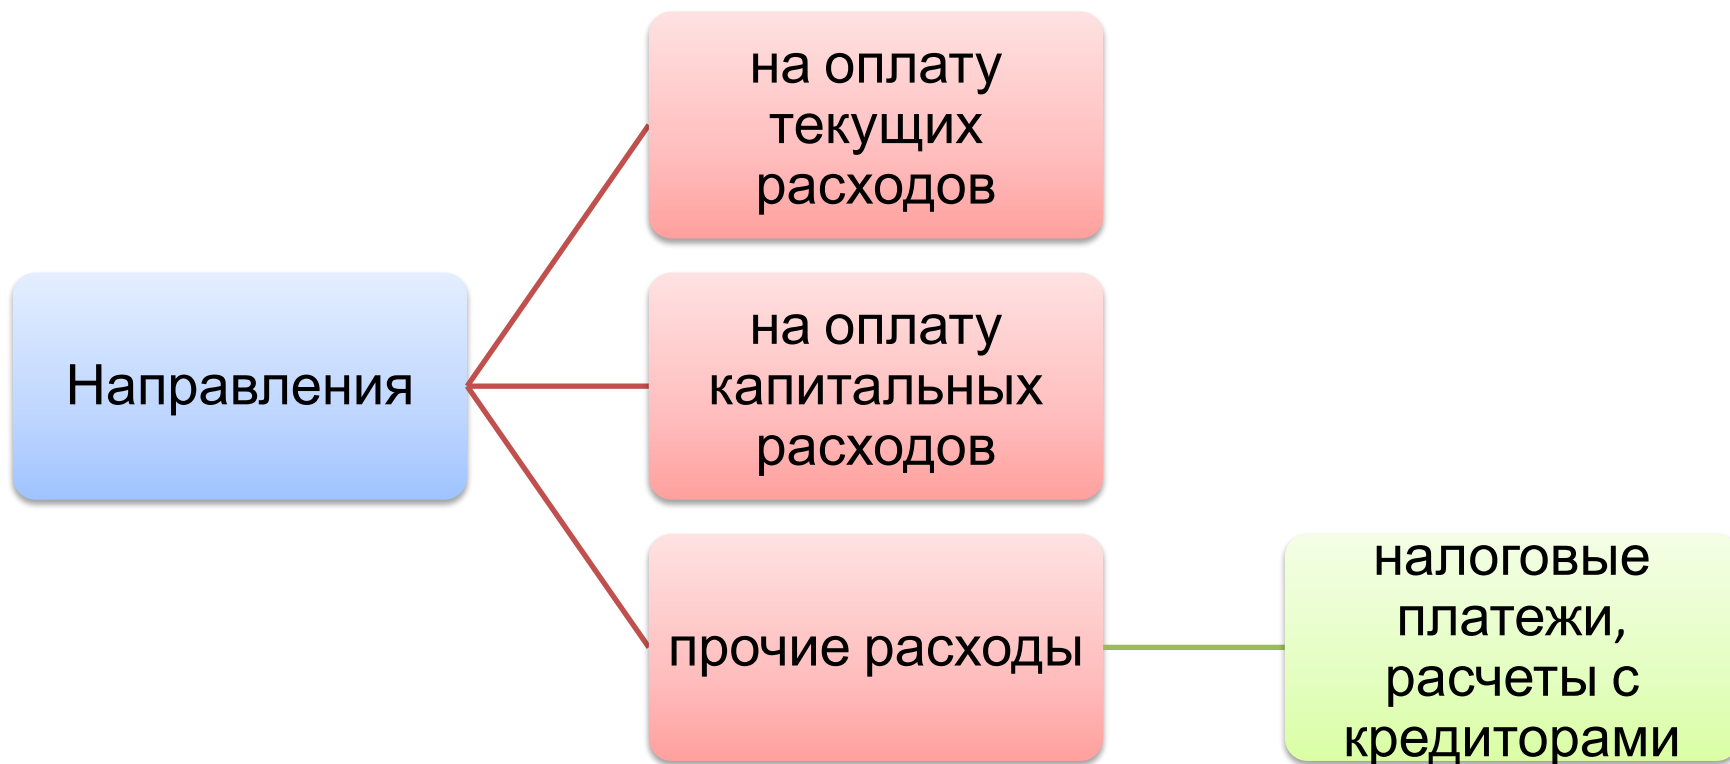 на оплату
текущих
расходов
Направления
на оплату
капитальных
расходов
прочие расходы
налоговые
платежи,
расчеты с
кредиторами